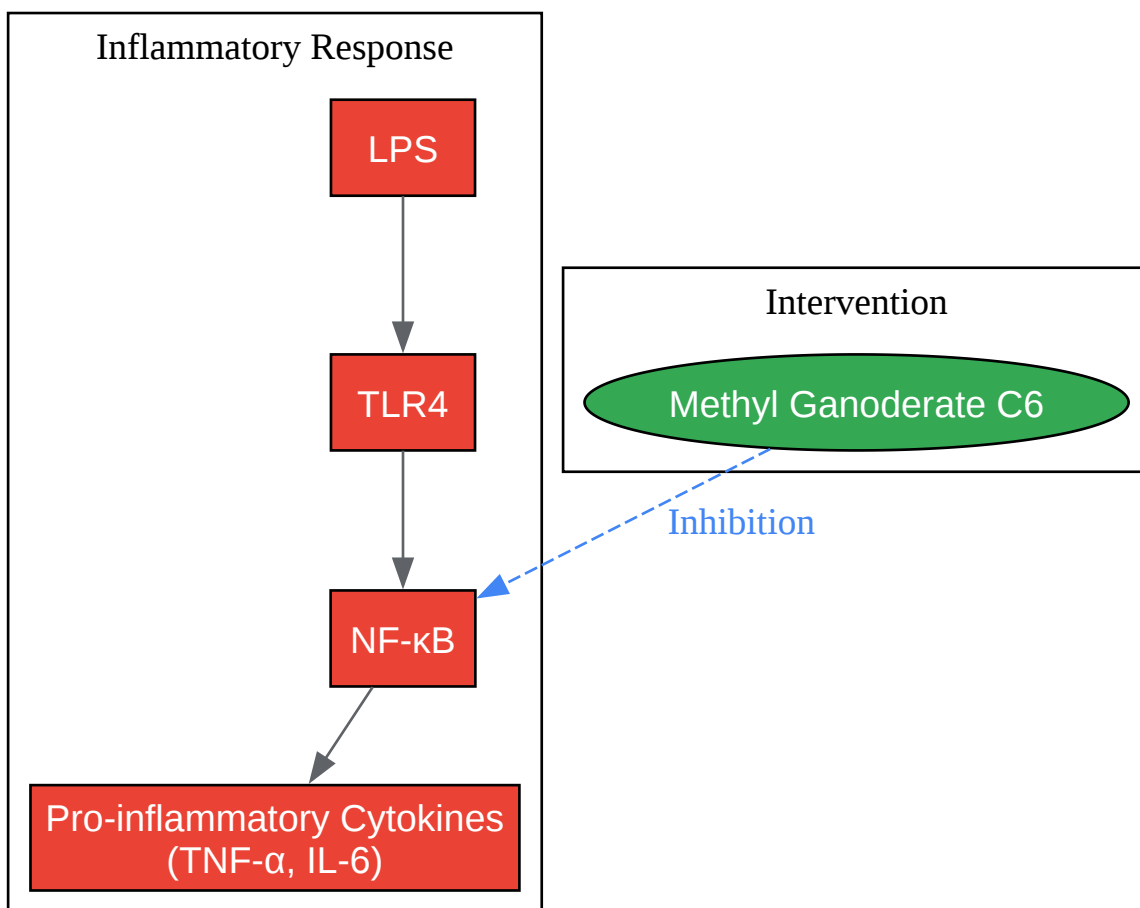 Inflammatory Response
LPS
TLR4
NF-κB
Pro-inflammatory Cytokines
(TNF-α, IL-6)
Intervention
Methyl Ganoderate C6
Inhibition